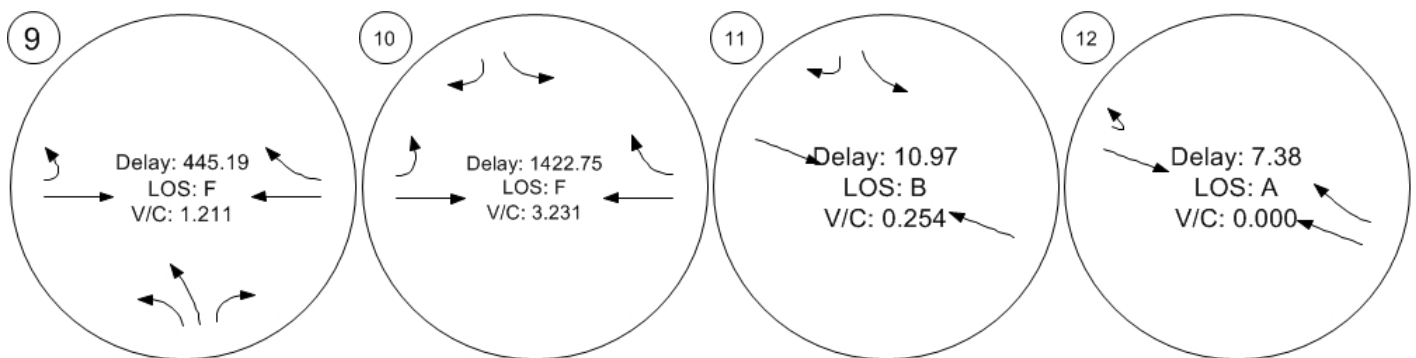 9
Delay: 445.19
LOS: F
V/C: 1.211
10
Delay: 1422.75
LOS: F
V/C: 3.231
11
Delay: 10.97
LOS: B
V/C: 0.254
12
Delay: 7.38
LOS: A
V/C: 0.000